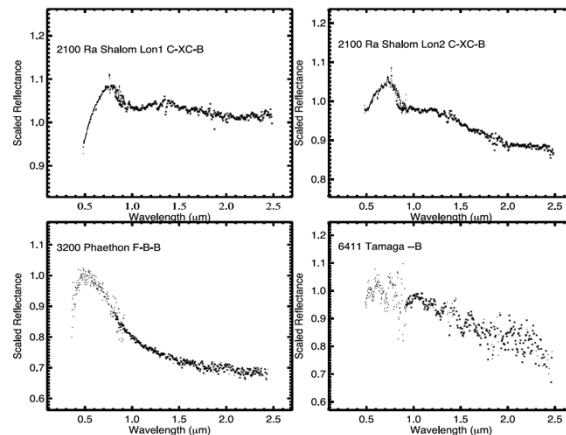 2100 Ra Shalom Lon1 C-XC-B
Scaled Reflectance
1.2
1.1
1.0
0.9
0.5 1.0 1.5 2.0 2.5
Wavelength (μm)
2100 Ra Shalom Lon2 C-XC-B
Scaled Reflectance
1.2
1.1
1.0
0.9
0.8
0.5 1.0 1.5 2.0 2.5
Wavelength (μm)
3200 Phaethon F-B-B
Scaled Reflectance
1.1
1.0
0.9
0.8
0.7
0.6
0.5 1.0 1.5 2.0 2.5
Wavelength (μm)
6411 Tamaga --B
Scaled Reflectance
1.1
1.0
0.9
0.8
0.7
0.6
0.5 1.0 1.5 2.0 2.5
Wavelength (μm)